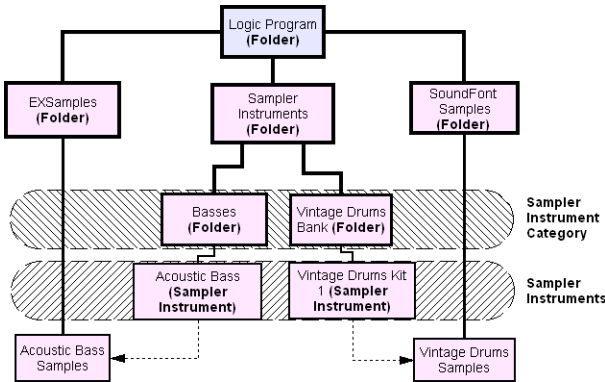 Logic Program
(Folder)
EXSamples
(Folder)
Sampler
Instruments
(Folder)
SoundFont
Samples
(Folder)
Basses
(Folder)
Vintage Drums
Bank (Folder)
Sampler
Instrument
Category
Acoustic Bass
(Sampler
Instrument)
Vintage Drums Kit
1 (Sampler
Instrument)
Sampler
Instruments
Acoustic Bass
Samples
Vintage Drums
Samples